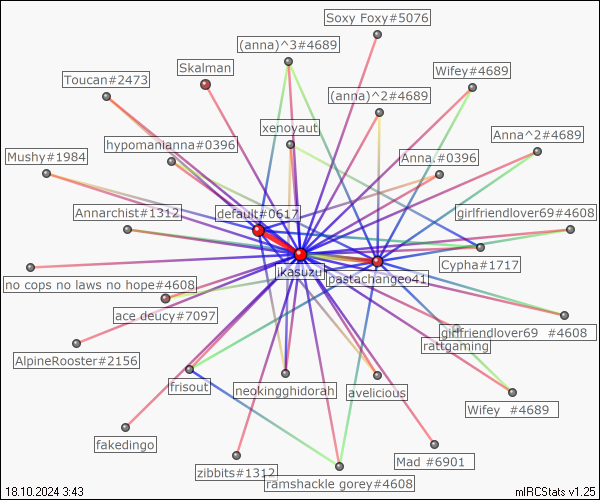 Soxy Foxy#5076
(anna)^3#4689
Skalman
Wifey#4689
Toucan#2473
(anna)^2#4689
xenoyaut
Anna^2#4689
hypomanianna#0396
Mushy#1984
Anna.#0396
Annarchist#1312
default#0617
girlfriendlover69#4608
Cypha#1717
jkasuzu
pastachangeo41
no cops no laws no hope#4608
ace deucy#7097
girlfriendlover69 #4608
rattgaming
AlpineRooster#2156
frisout
neokingghidorah
avelicious
Wifey #4689
fakedingo
Mad #6901
zibbits#1312
ramshackle gorey#4608
18.10.2024 3:43
mIRCStats v1.25